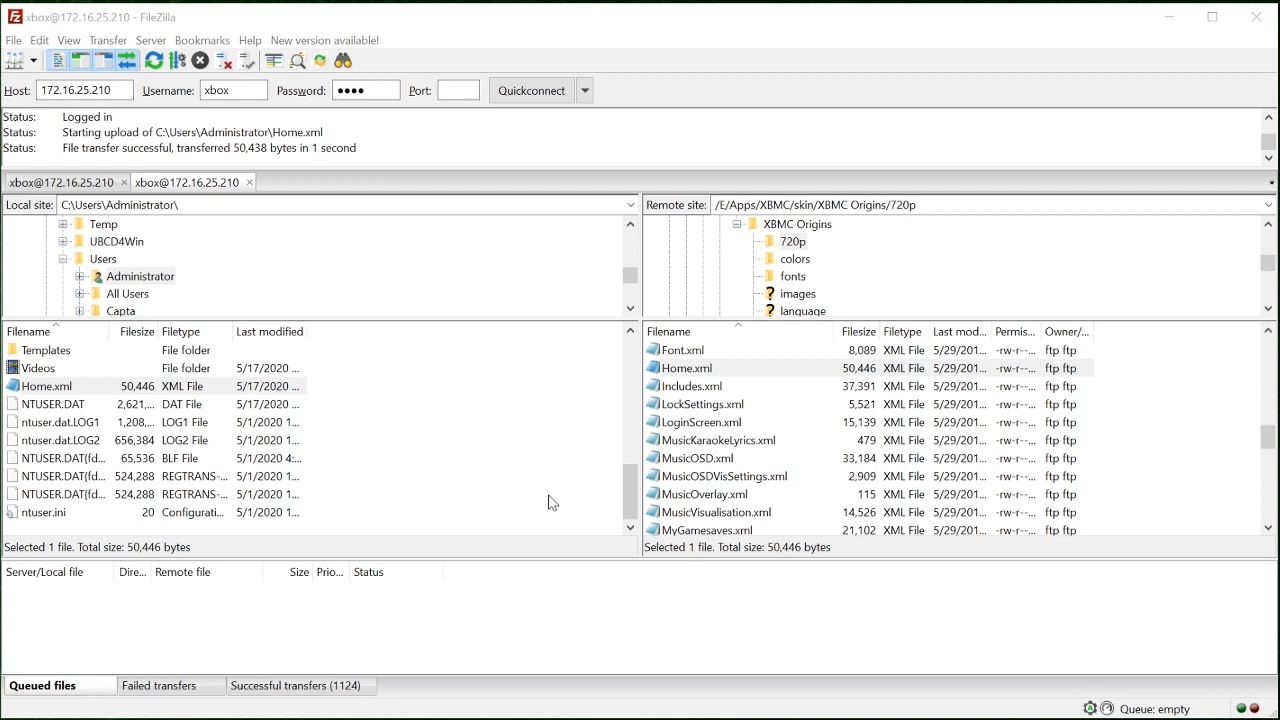 xbox@172.16.25.210 - FileZilla
File Edit View Transfer Server Bookmarks Help New version available!
Host: 172.16.25.210 Username: xbox Password: •••• Port: Quickconnect
Status: Logged in
Status: Starting upload of C:\Users\Administrator\Home.xml
Status: File transfer successful, transferred 50,438 bytes in 1 second
xbox@172.16.25.210 × xbox@172.16.25.210 ×
Local site: C:\Users\Administrator\
Temp
UBCD4Win
Users
Administrator
All Users
Capta
Remote site: /E/Apps/XBMC/skin/XBMC Origins/720p
XBMC Origins
720p
colors
fonts
images
language
Filename Filesize Filetype Last modified
Templates File folder
Videos File folder 5/17/2020 ...
Home.xml 50,446 XML File 5/17/2020 ...
NTUSER.DAT 2,621,... DAT File 5/17/2020 ...
ntuser.dat.LOG1 1,208,... LOG1 File 5/1/2020 1...
ntuser.dat.LOG2 656,384 LOG2 File 5/1/2020 1...
NTUSER.DAT{fd... 65,536 BLF File 5/1/2020 4:...
NTUSER.DAT{fd... 524,288 REGTRANS-... 5/1/2020 1...
NTUSER.DAT{fd... 524,288 REGTRANS-... 5/1/2020 1...
ntuser.ini 20 Configurati... 5/1/2020 1...
Selected 1 file. Total size: 50,446 bytes
Filename Filesize Filetype Last mod... Permis... Owner/...
Font.xml 8,089 XML File 5/29/201... -rw-r--... ftp ftp
Home.xml 50,446 XML File 5/29/201... -rw-r--... ftp ftp
Includes.xml 37,391 XML File 5/29/201... -rw-r--... ftp ftp
LockSettings.xml 5,521 XML File 5/29/201... -rw-r--... ftp ftp
LoginScreen.xml 15,139 XML File 5/29/201... -rw-r--... ftp ftp
MusicKaraokeLyrics.xml 479 XML File 5/29/201... -rw-r--... ftp ftp
MusicOSD.xml 33,184 XML File 5/29/201... -rw-r--... ftp ftp
MusicOSDVisSettings.xml 2,909 XML File 5/29/201... -rw-r--... ftp ftp
MusicOverlay.xml 115 XML File 5/29/201... -rw-r--... ftp ftp
MusicVisualisation.xml 14,526 XML File 5/29/201... -rw-r--... ftp ftp
MyGamesaves.xml 21,102 XML File 5/29/201... -rw-r--... ftp ftp
Selected 1 file. Total size: 50,446 bytes
Server/Local file Dire... Remote file Size Prio... Status
Queued files Failed transfers Successful transfers (1124)
Queue: empty